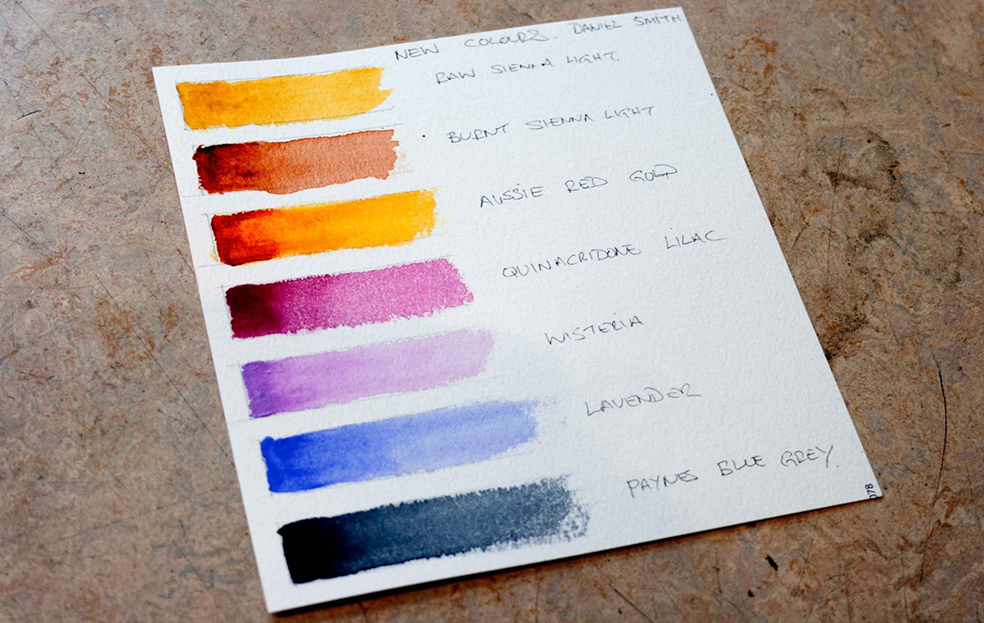 NEW COLOURS. DANIEL SMITH
RAW SIENNA LIGHT.
BURNT SIENNA LIGHT
AUSSIE RED GOLD
QUINACRIDONE LILAC
WISTERIA
LAVENDER
PAYNES BLUE GREY.
078